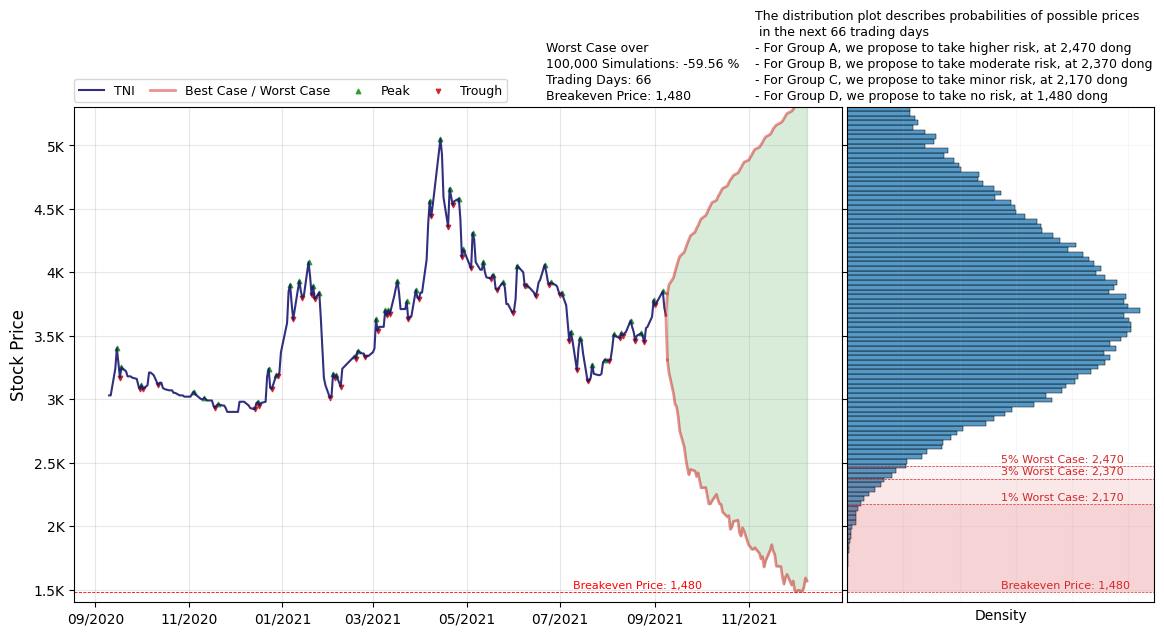 The distribution plot describes probabilities of possible prices
in the next 66 trading days
- For Group A, we propose to take higher risk, at 2,470 dong
- For Group B, we propose to take moderate risk, at 2,370 dong
- For Group C, we propose to take minor risk, at 2,170 dong
- For Group D, we propose to take no risk, at 1,480 dong
Worst Case over
100,000 Simulations: -59.56 %
Trading Days: 66
Breakeven Price: 1,480
TNI
Best Case / Worst Case
Peak
Trough
Stock Price
5K
4.5K
4K
3.5K
3K
2.5K
2K
1.5K
Breakeven Price: 1,480
09/2020
11/2020
01/2021
03/2021
05/2021
07/2021
09/2021
11/2021
5% Worst Case: 2,470
3% Worst Case: 2,370
1% Worst Case: 2,170
Breakeven Price: 1,480
Density